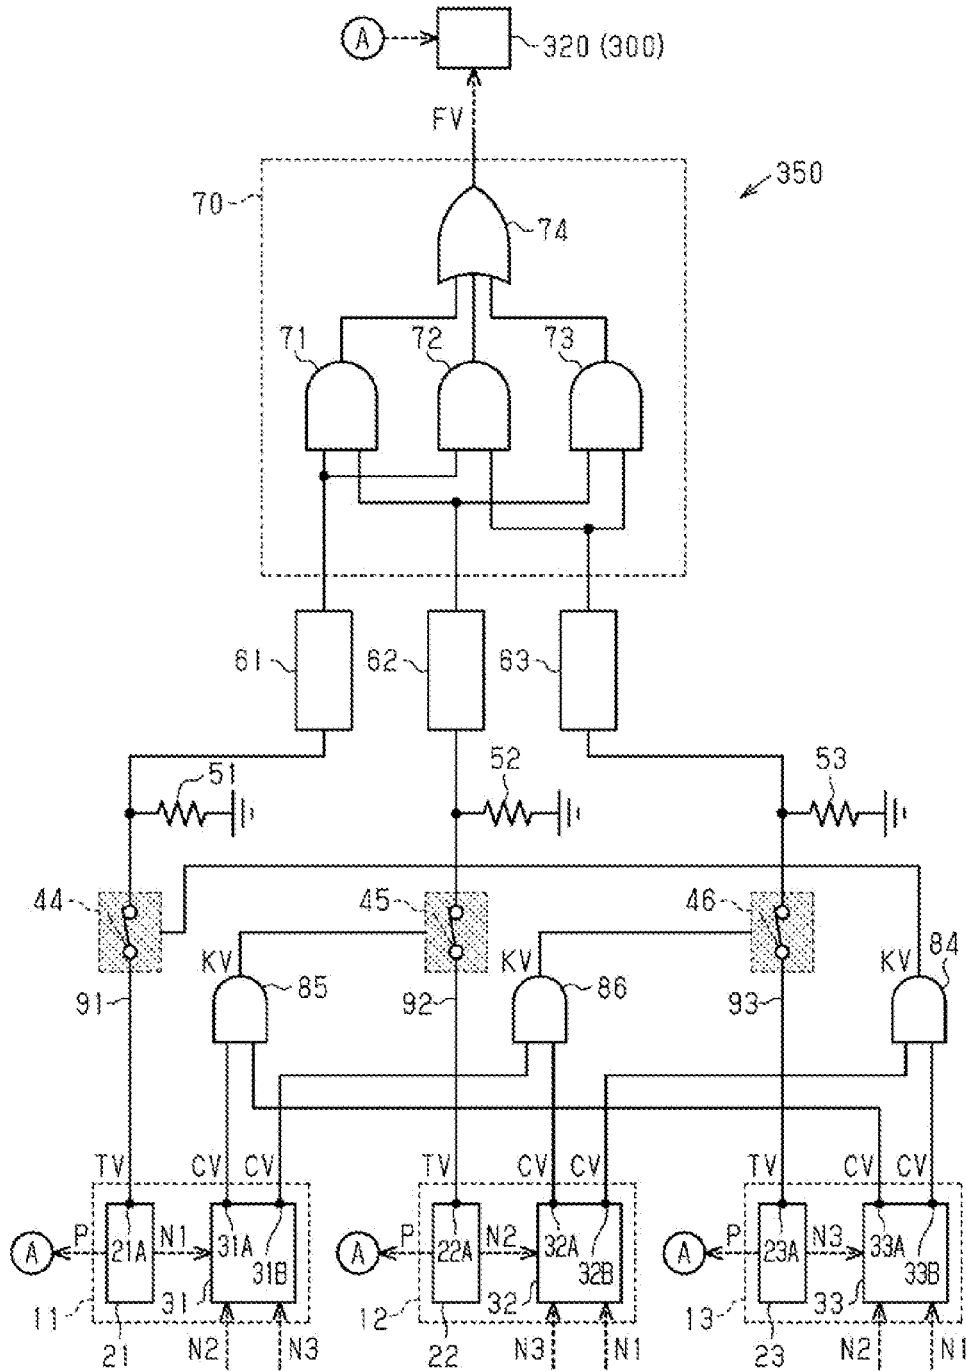 A
320 (300)
FV
350
70
74
71
72
73
61
62
63
51
52
53
44
45
46
84
KV
85
KV
86
KV
91
92
93
TV
CV
CV
TV
CV
CV
TV
CV
CV
A
P
21A
N1
31A
31B
A
P
22A
N2
32A
32B
A
P
23A
N3
33A
33B
11
21
31
N2
N3
12
22
32
N3
N1
13
23
33
N2
N1